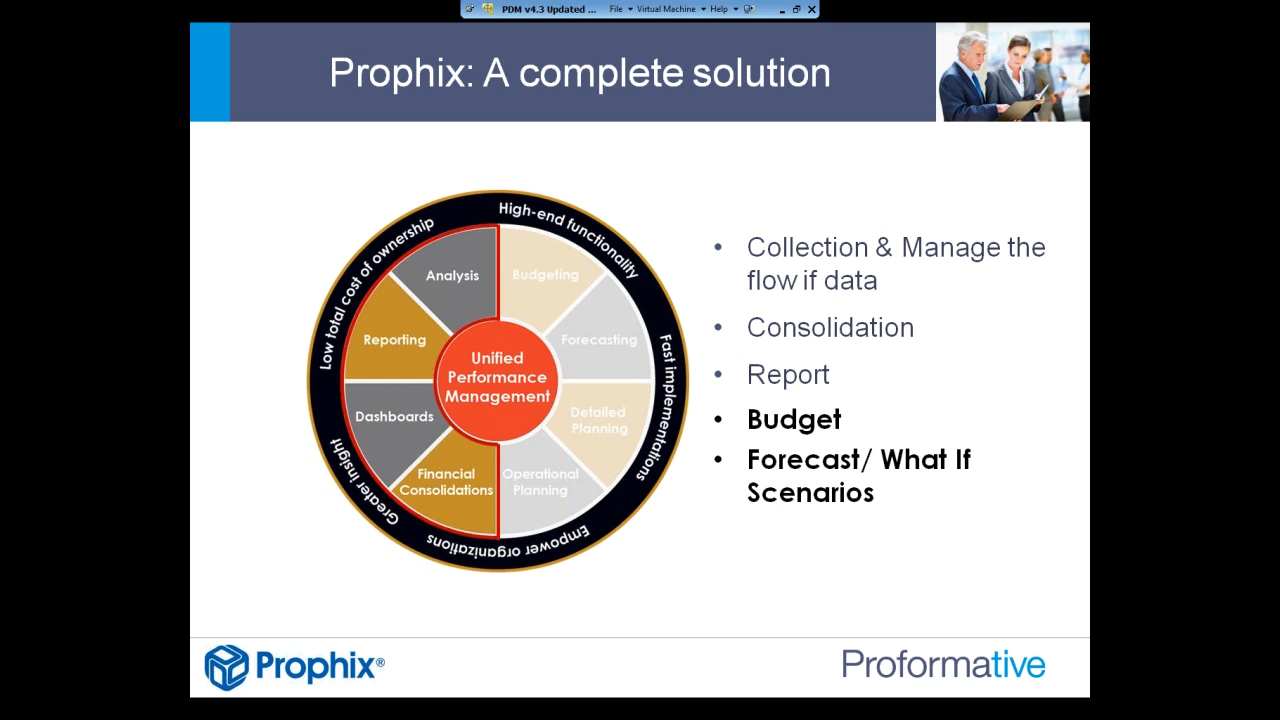 PDM v4.3 Updated ... File Virtual Machine Help
Prophix: A complete solution
Low total cost of ownership
High-end functionality
Fast implementations
Empower organizations
Greater insight
Analysis
Budgeting
Reporting
Forecasting
Unified
Performance
Management
Dashboards
Detailed
Planning
Financial
Consolidations
Operational
Planning
• Collection & Manage the
flow if data
• Consolidation
• Report
• Budget
• Forecast/ What If
Scenarios
Prophix®
Proformative